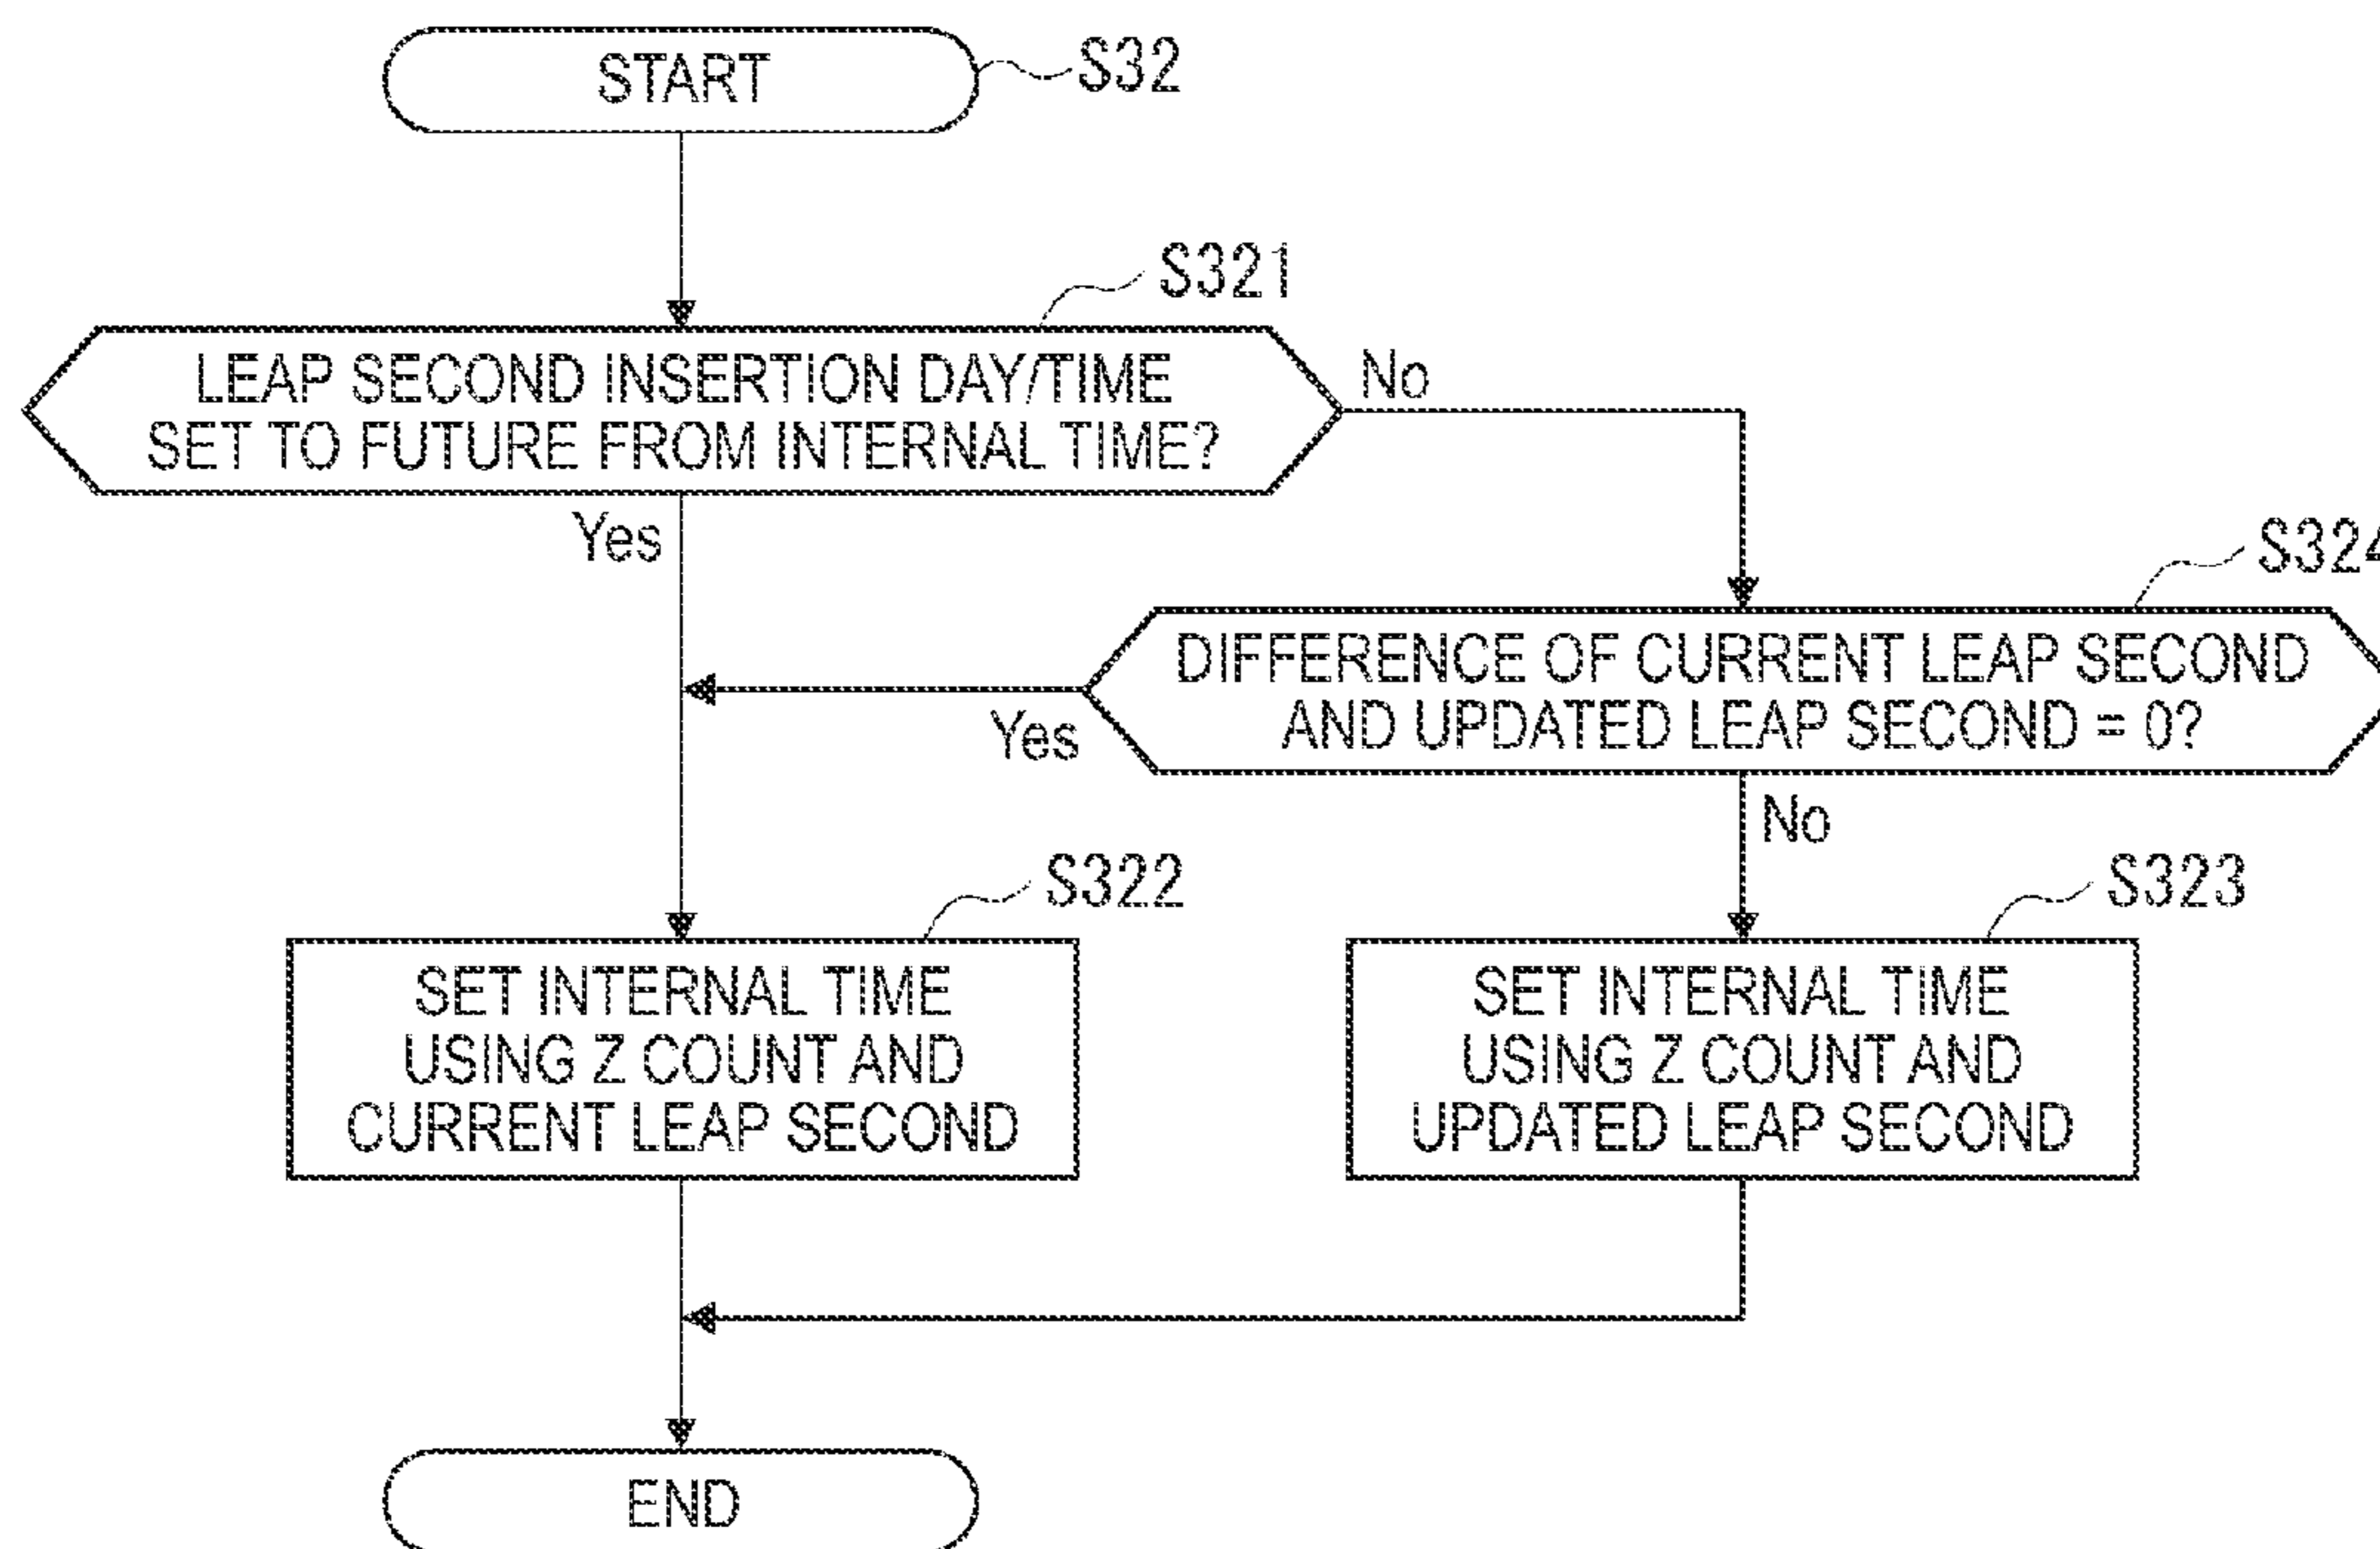 START
S32
S321
LEAP SECOND INSERTION DAY/TIME
SET TO FUTURE FROM INTERNAL TIME?
No
Yes
S324
DIFFERENCE OF CURRENT LEAP SECOND
AND UPDATED LEAP SECOND = 0?
Yes
No
S322
S323
SET INTERNAL TIME
USING Z COUNT AND
CURRENT LEAP SECOND
SET INTERNAL TIME
USING Z COUNT AND
UPDATED LEAP SECOND
END